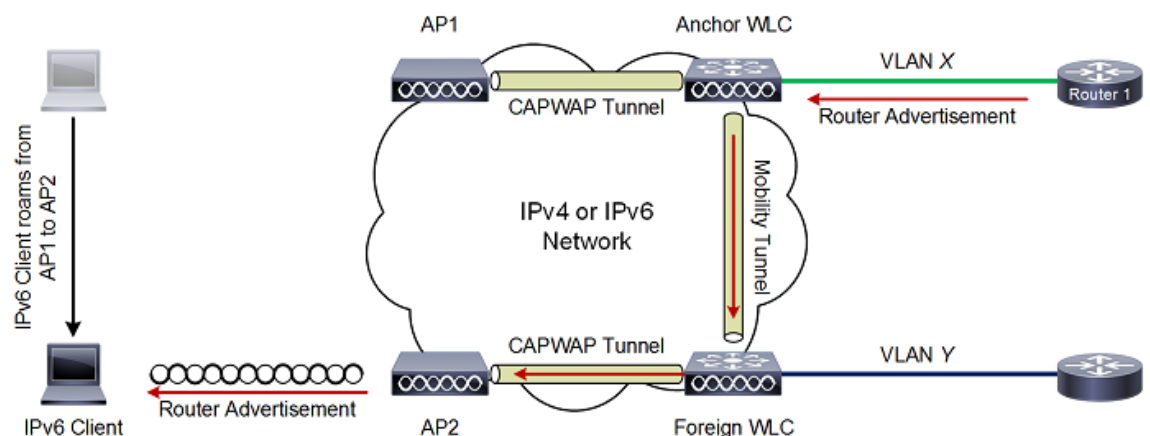 AP1
Anchor WLC
VLAN X
CAPWAP Tunnel
Router 1
Router Advertisement
IPv6 Client roams from
AP1 to AP2
Mobility Tunnel
IPv4 or IPv6
Network
CAPWAP Tunnel
VLAN Y
Router Advertisement
IPv6 Client
AP2
Foreign WLC